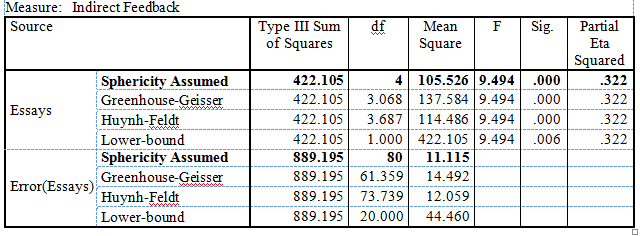 Measure: Indirect Feedback
Source Type III Sum of Squares df Mean Square F Sig. Partial Eta Squared
Essays Sphericity Assumed 422.105 4 105.526 9.494 .000 .322
Greenhouse-Geisser 422.105 3.068 137.584 9.494 .000 .322
Huynh-Feldt 422.105 3.687 114.486 9.494 .000 .322
Lower-bound 422.105 1.000 422.105 9.494 .006 .322
Error(Essays) Sphericity Assumed 889.195 80 11.115
Greenhouse-Geisser 889.195 61.359 14.492
Huynh-Feldt 889.195 73.739 12.059
Lower-bound 889.195 20.000 44.460